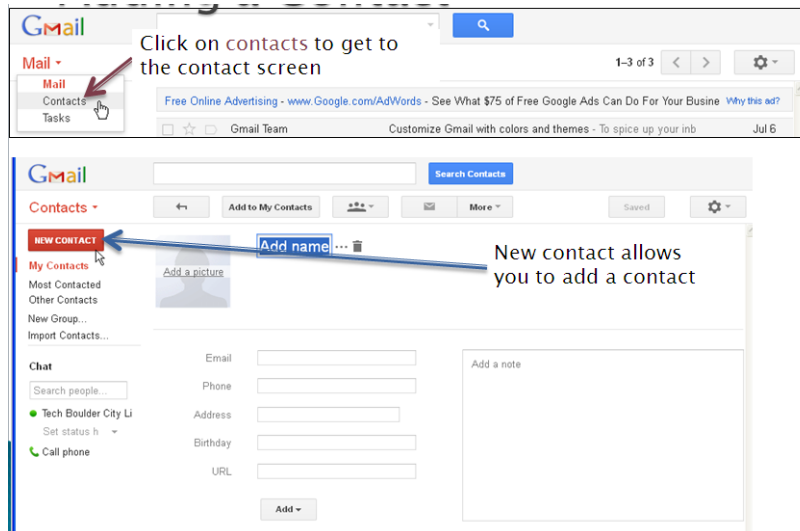 Adding a Contact
Gmail
Click on contacts to get to
the contact screen
Mail
1–3 of 3
Mail
Contacts
Tasks
Free Online Advertising - www.Google.com/AdWords - See What $75 of Free Google Ads Can Do For Your Busine Why this ad?
Gmail Team Customize Gmail with colors and themes - To spice up your inb Jul 6
Gmail
Search Contacts
Contacts
Add to My Contacts
More
Saved
NEW CONTACT
Add name
New contact allows
you to add a contact
My Contacts
Add a picture
Most Contacted
Other Contacts
New Group...
Import Contacts...
Chat
Search people...
Tech Boulder City Li
Set status h
Call phone
Email
Phone
Address
Birthday
URL
Add
Add a note